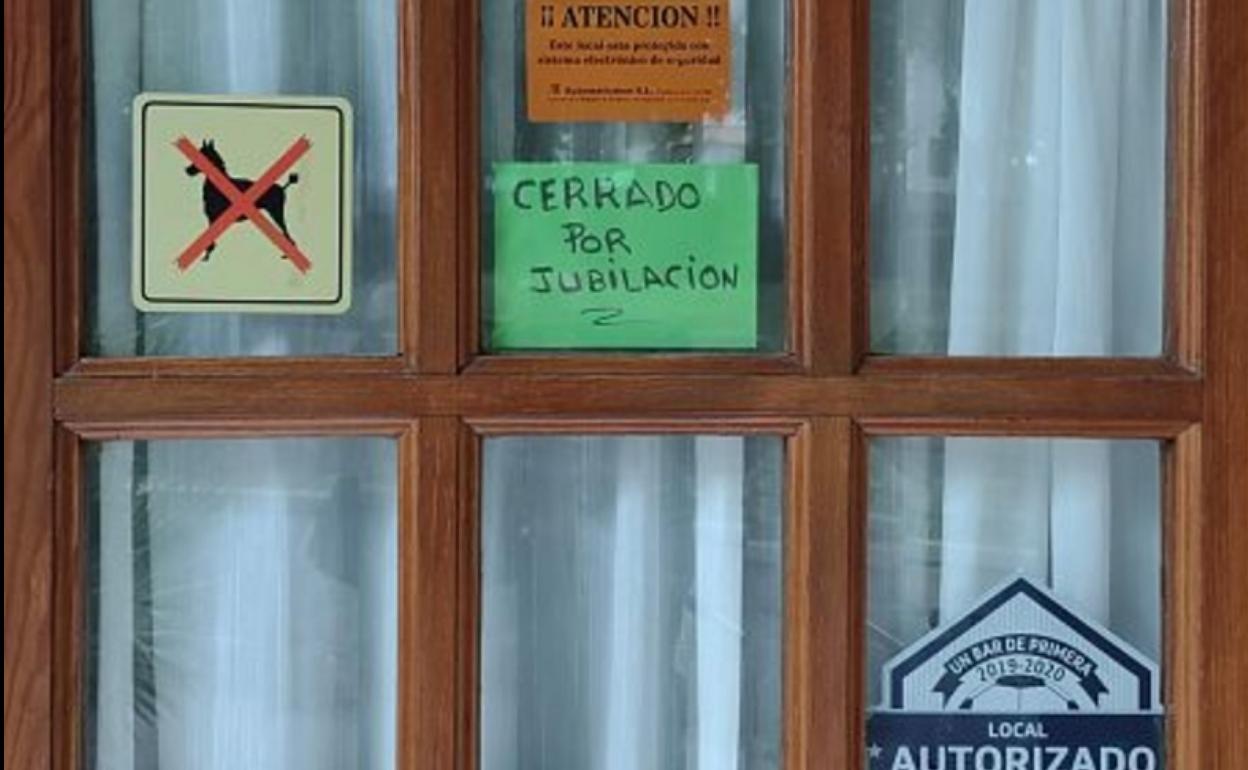 ¡¡ ATENCION !!
Este local esta protegido con
sistema electrónico de seguridad
CERRADO
POR
JUBILACIÓN
UN BAR DE PRIMERA
2019-2020
LOCAL
AUTORIZADO